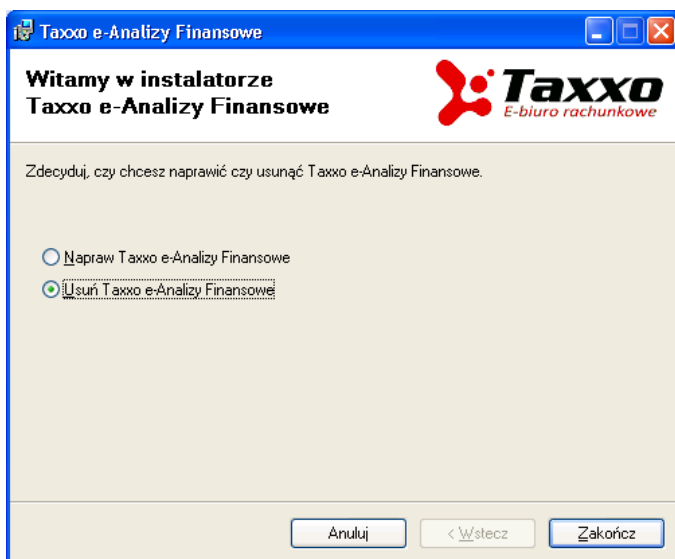 Taxxo e-Analizy Finansowe
Witamy w instalatorze
Taxxo e-Analizy Finansowe
Taxxo
E-biuro rachunkowe
Zdecyduj, czy chcesz naprawić czy usunąć Taxxo e-Analizy Finansowe.
Napraw Taxxo e-Analizy Finansowe
Usuń Taxxo e-Analizy Finansowe
Anuluj
< Wstecz
Zakończ